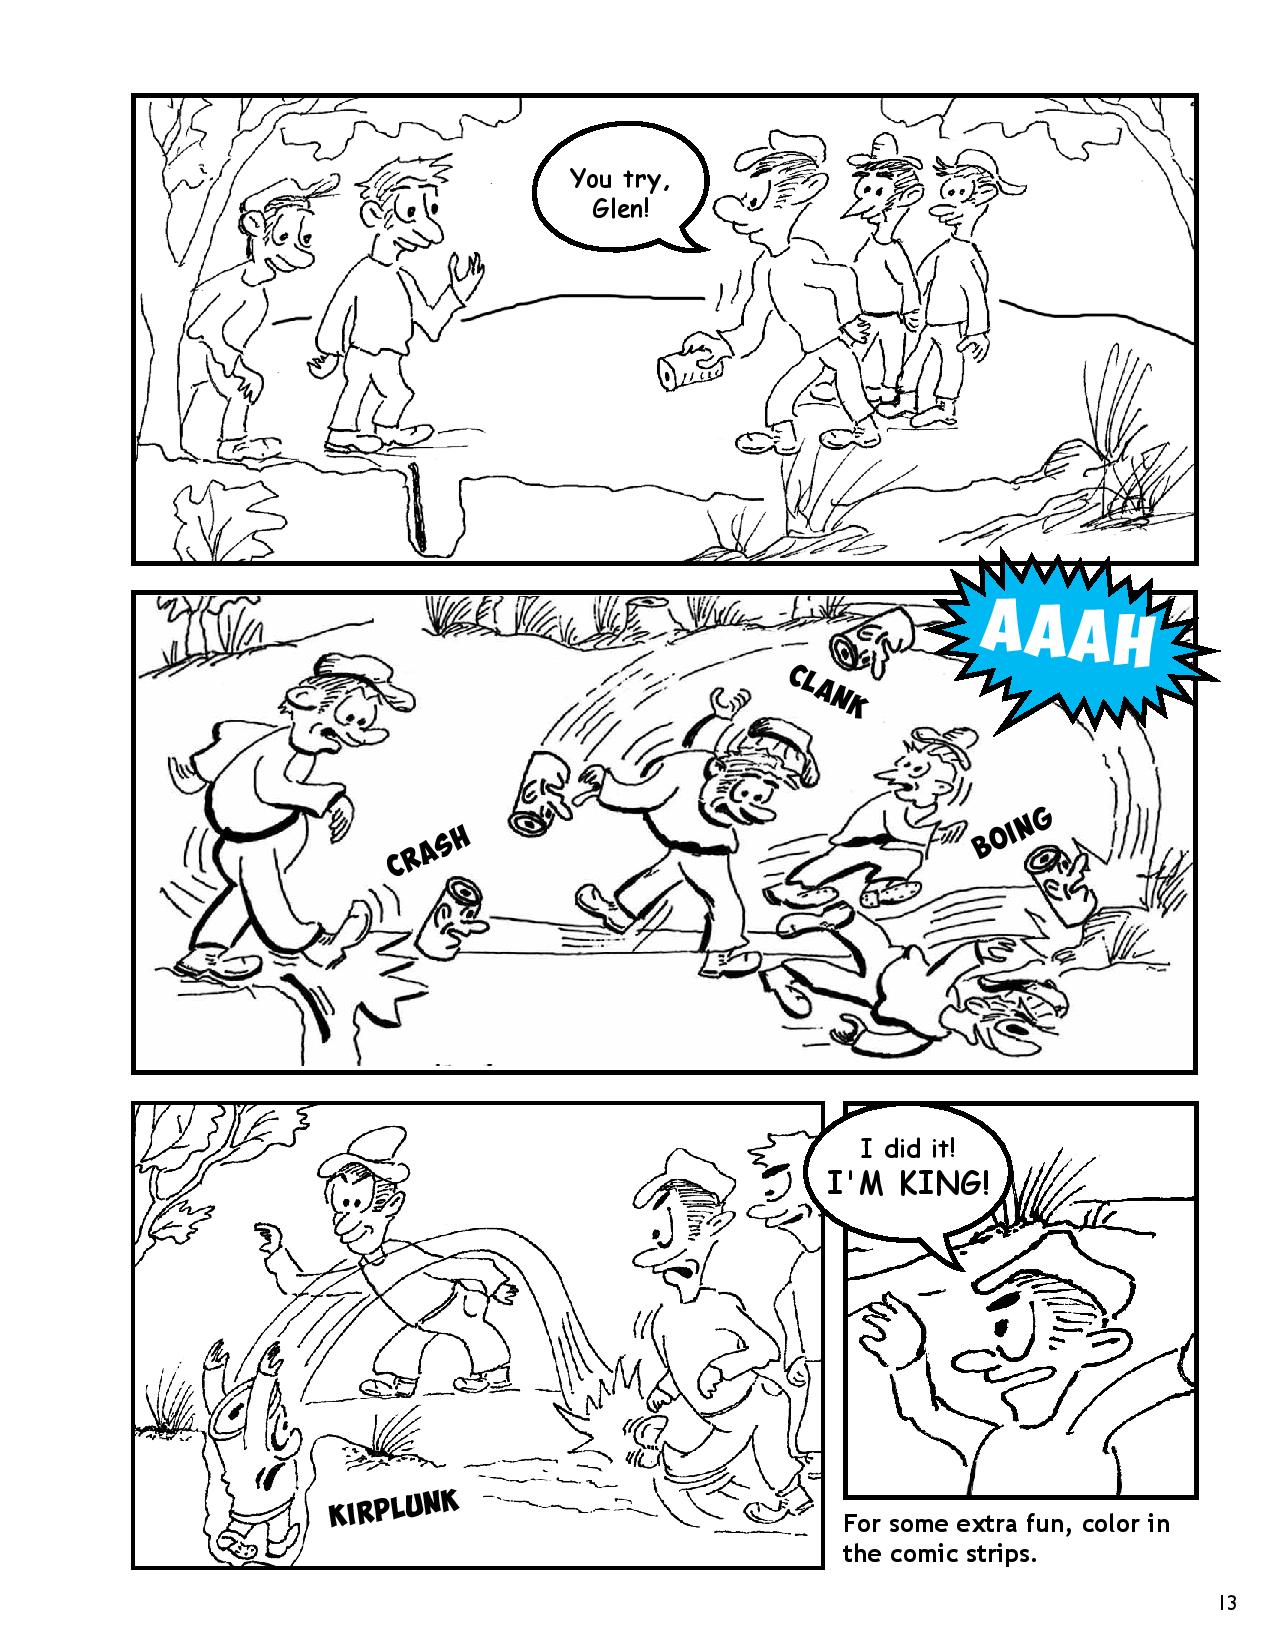 You try,
Glen!
AAAH
CLANK
CRASH
BOING
I did it!
I'M KING!
KIRPLUNK
For some extra fun, color in
the comic strips.
13